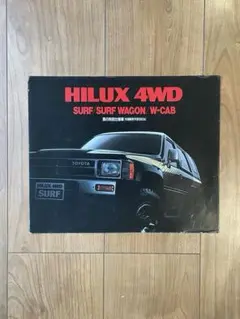 HILUX 4WD
SURF/SURF WAGON/W-CAB
TOYOTA
HILUX 4WD
SURF